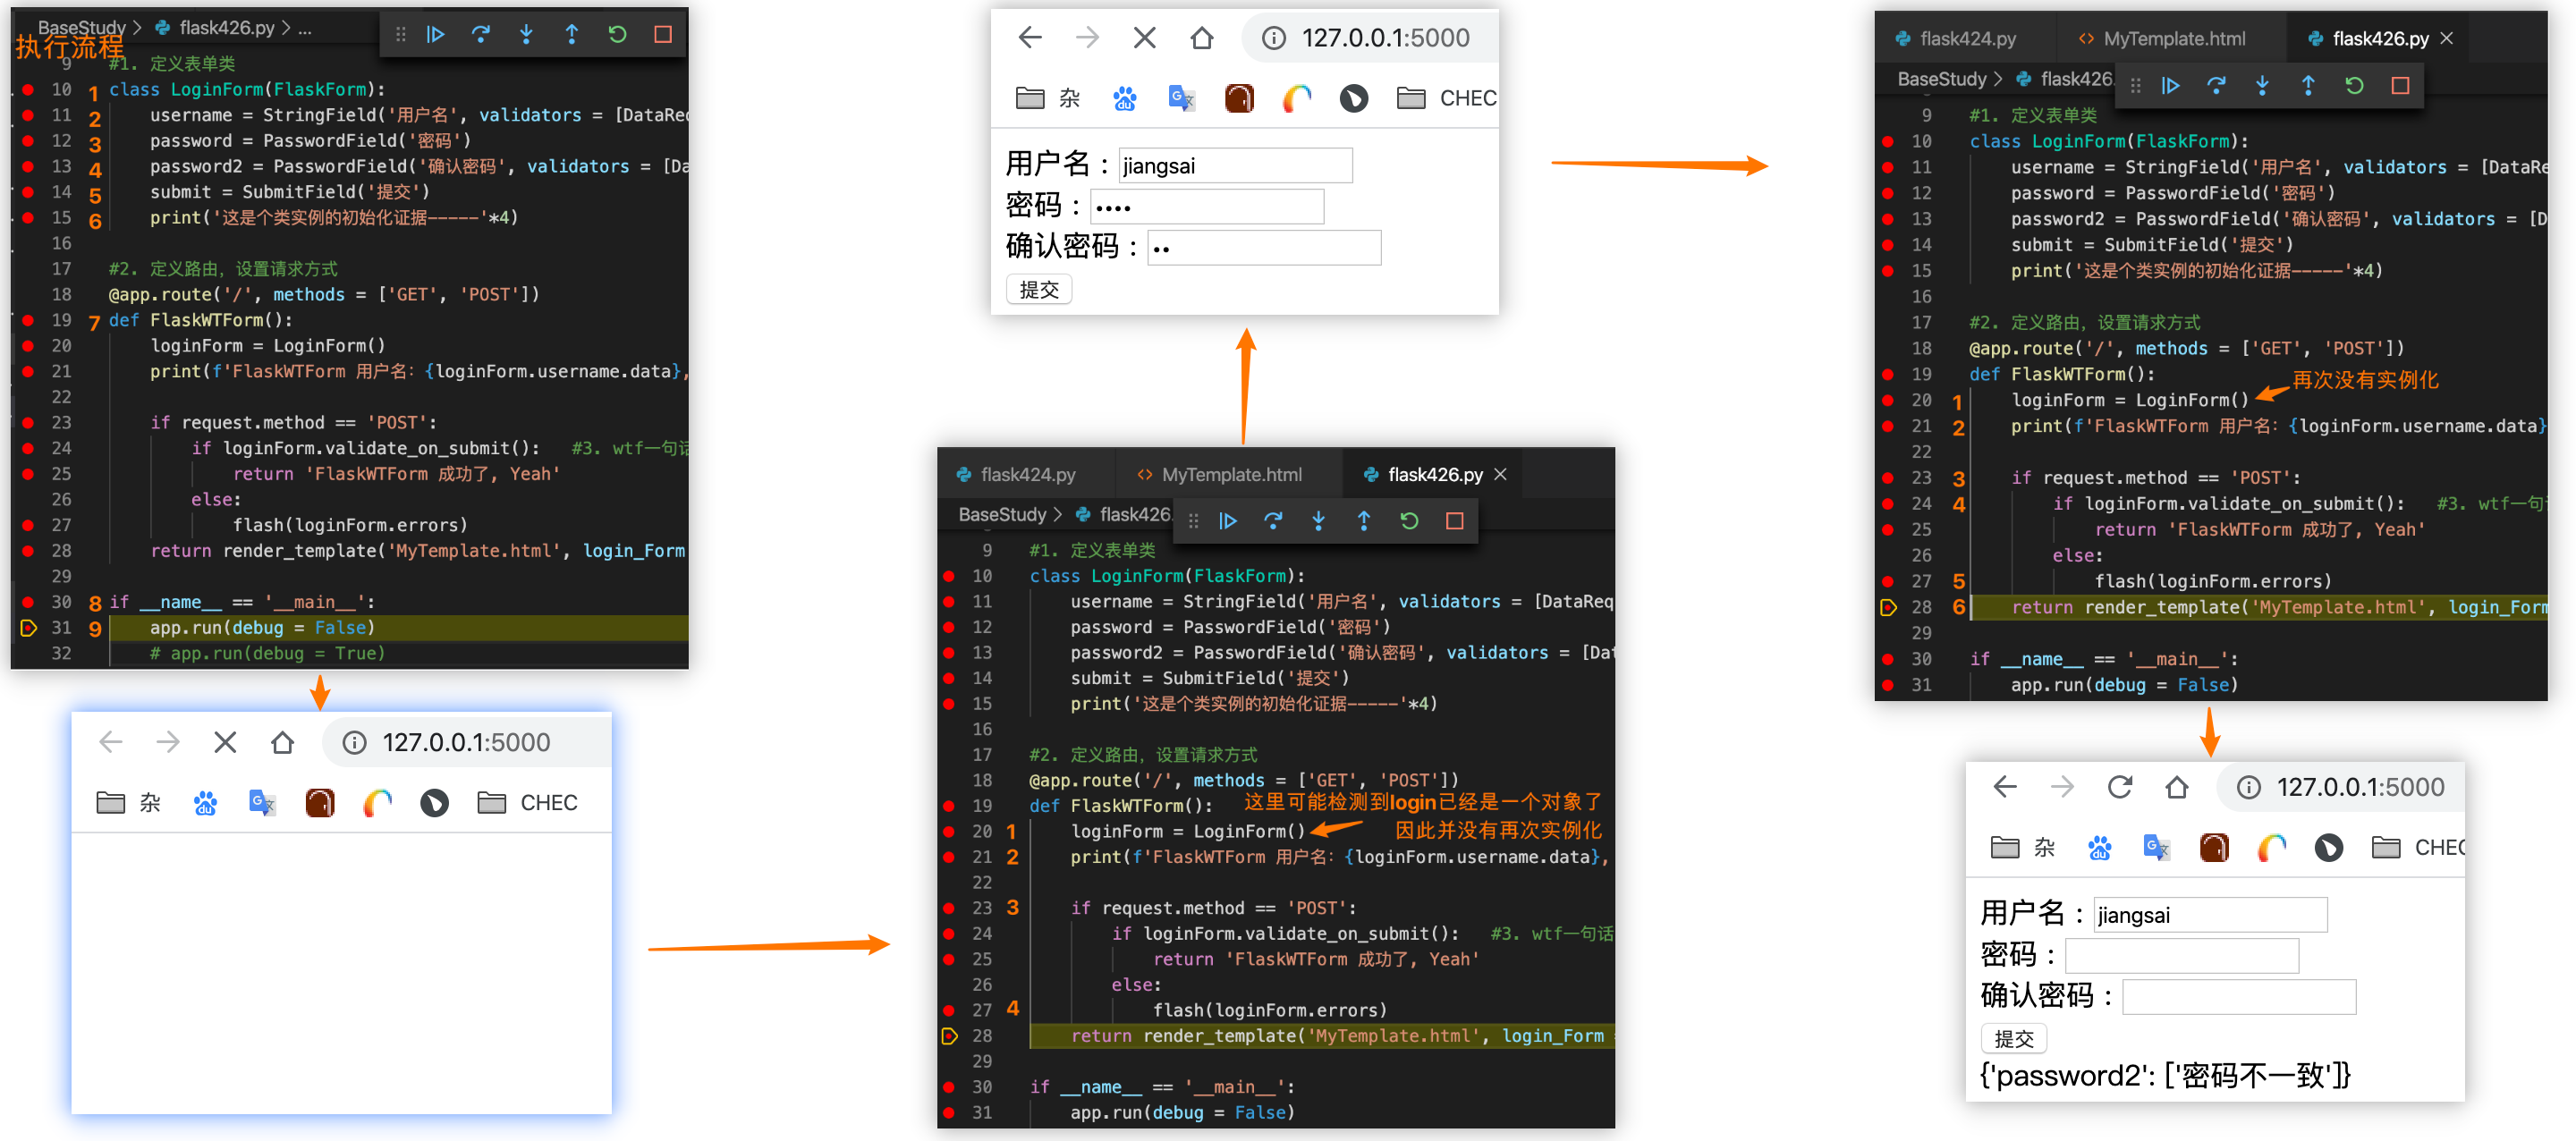 BaseStudy > flask426.py > ...
执行流程
9 #1. 定义表单类
10 1 class LoginForm(FlaskForm):
11 2 username = StringField('用户名', validators = [DataReq
12 3 password = PasswordField('密码')
13 4 password2 = PasswordField('确认密码', validators = [Da
14 5 submit = SubmitField('提交')
15 6 print('这是个类实例的初始化证据-----'*4)
16
17 #2. 定义路由, 设置请求方式
18 @app.route('/', methods = ['GET', 'POST'])
19 7 def FlaskWTForm():
20 loginForm = LoginForm()
21 print(f'FlaskWTForm 用户名: {loginForm.username.data},
22
23 if request.method == 'POST':
24 if loginForm.validate_on_submit(): #3. wtf一句话
25 return 'FlaskWTForm 成功了, Yeah'
26 else:
27 flash(loginForm.errors)
28 return render_template('MyTemplate.html', login_Form
29
30 8 if __name__ == '__main__':
31 9 app.run(debug = False)
32 # app.run(debug = True)
127.0.0.1:5000
杂 du CHEC
flask424.py MyTemplate.html flask426.py
BaseStudy > flask426.
9 #1. 定义表单类
10 class LoginForm(FlaskForm):
11 username = StringField('用户名', validators = [DataReq
12 password = PasswordField('密码')
13 password2 = PasswordField('确认密码', validators = [Dat
14 submit = SubmitField('提交')
15 print('这是个类实例的初始化证据-----'*4)
16
17 #2. 定义路由, 设置请求方式
18 @app.route('/', methods = ['GET', 'POST'])
19 def FlaskWTForm(): 这里可能检测到login已经是一个对象了
20 1 loginForm = LoginForm() 因此并没有再次实例化
21 2 print(f'FlaskWTForm 用户名: {loginForm.username.data},
22
23 3 if request.method == 'POST':
24 if loginForm.validate_on_submit(): #3. wtf一句话
25 return 'FlaskWTForm 成功了, Yeah'
26 else:
27 4 flash(loginForm.errors)
28 return render_template('MyTemplate.html', login_Form =
29
30 if __name__ == '__main__':
31 app.run(debug = False)
127.0.0.1:5000
杂 du CHEC
用户名: jiangsai
密码: ••••
确认密码: ••
提交
flask424.py MyTemplate.html flask426.py
BaseStudy > flask426.
9 #1. 定义表单类
10 class LoginForm(FlaskForm):
11 username = StringField('用户名', validators = [DataRe
12 password = PasswordField('密码')
13 password2 = PasswordField('确认密码', validators = [D
14 submit = SubmitField('提交')
15 print('这是个类实例的初始化证据-----'*4)
16
17 #2. 定义路由, 设置请求方式
18 @app.route('/', methods = ['GET', 'POST'])
19 def FlaskWTForm(): 再次没有实例化
20 1 loginForm = LoginForm()
21 2 print(f'FlaskWTForm 用户名: {loginForm.username.data}
22
23 3 if request.method == 'POST':
24 4 if loginForm.validate_on_submit(): #3. wtf一句
25 return 'FlaskWTForm 成功了, Yeah'
26 else:
27 5 flash(loginForm.errors)
28 6 return render_template('MyTemplate.html', login_Form
29
30 if __name__ == '__main__':
31 app.run(debug = False)
127.0.0.1:5000
杂 du CHEC
用户名: jiangsai
密码:
确认密码:
提交
{'password2': ['密码不一致']}